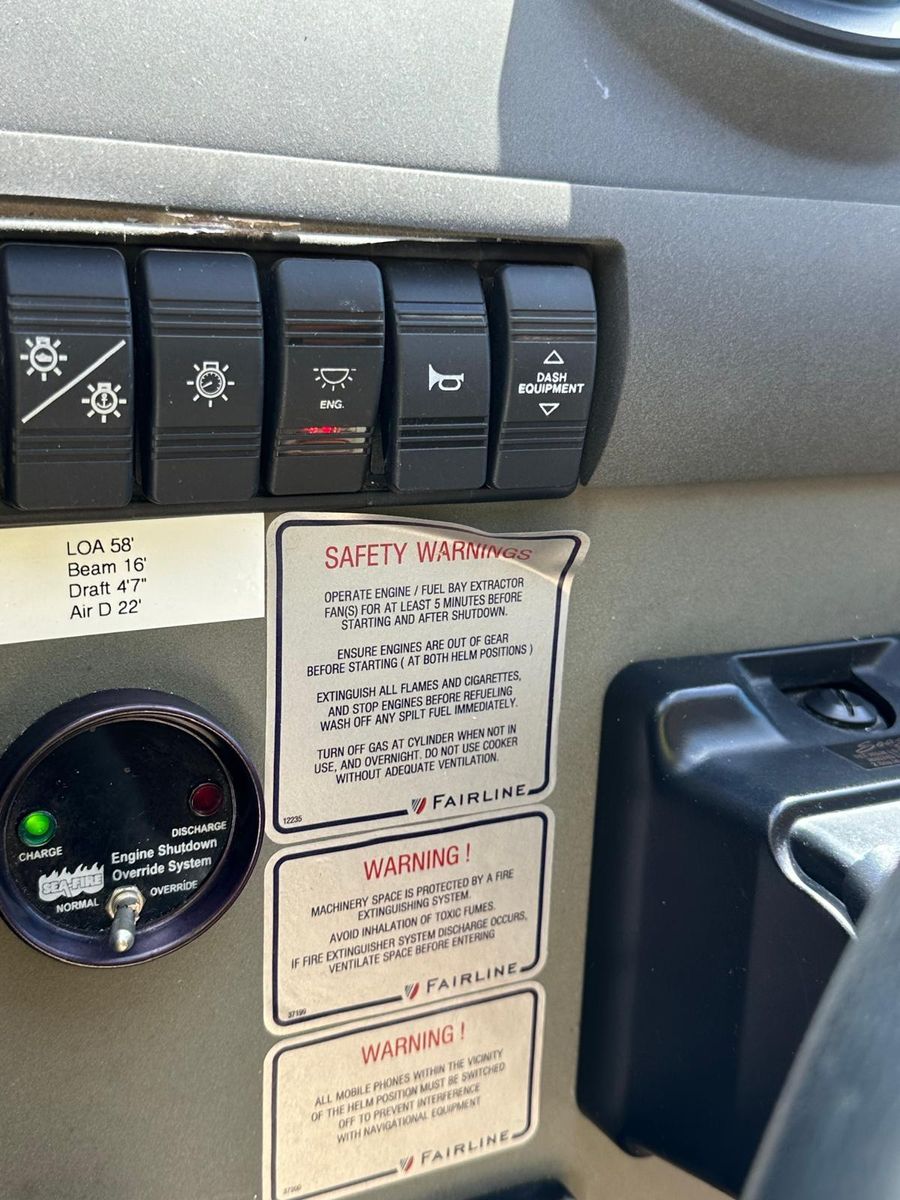 ENG.
DASH
EQUIPMENT
LOA 58'
Beam 16'
Draft 4'7"
Air D 22'
SAFETY WARNINGS
OPERATE ENGINE / FUEL BAY EXTRACTOR
FAN(S) FOR AT LEAST 5 MINUTES BEFORE
STARTING AND AFTER SHUTDOWN.
ENSURE ENGINES ARE OUT OF GEAR
BEFORE STARTING ( AT BOTH HELM POSITIONS )
EXTINGUISH ALL FLAMES AND CIGARETTES,
AND STOP ENGINES BEFORE REFUELING
WASH OFF ANY SPILT FUEL IMMEDIATELY.
TURN OFF GAS AT CYLINDER WHEN NOT IN
USE, AND OVERNIGHT. DO NOT USE COOKER
WITHOUT ADEQUATE VENTILATION.
12235
FAIRLINE
CHARGE
DISCHARGE
Engine Shutdown
Override System
SEA-FIRE
NORMAL
OVERRIDE
WARNING !
MACHINERY SPACE IS PROTECTED BY A FIRE
EXTINGUISHING SYSTEM.
AVOID INHALATION OF TOXIC FUMES.
IF FIRE EXTINGUISHER SYSTEM DISCHARGE OCCURS,
VENTILATE SPACE BEFORE ENTERING
37199
FAIRLINE
WARNING !
ALL MOBILE PHONES WITHIN THE VICINITY
OF THE HELM POSITION MUST BE SWITCHED
OFF TO PREVENT INTERFERENCE
WITH NAVIGATIONAL EQUIPMENT
37200
FAIRLINE